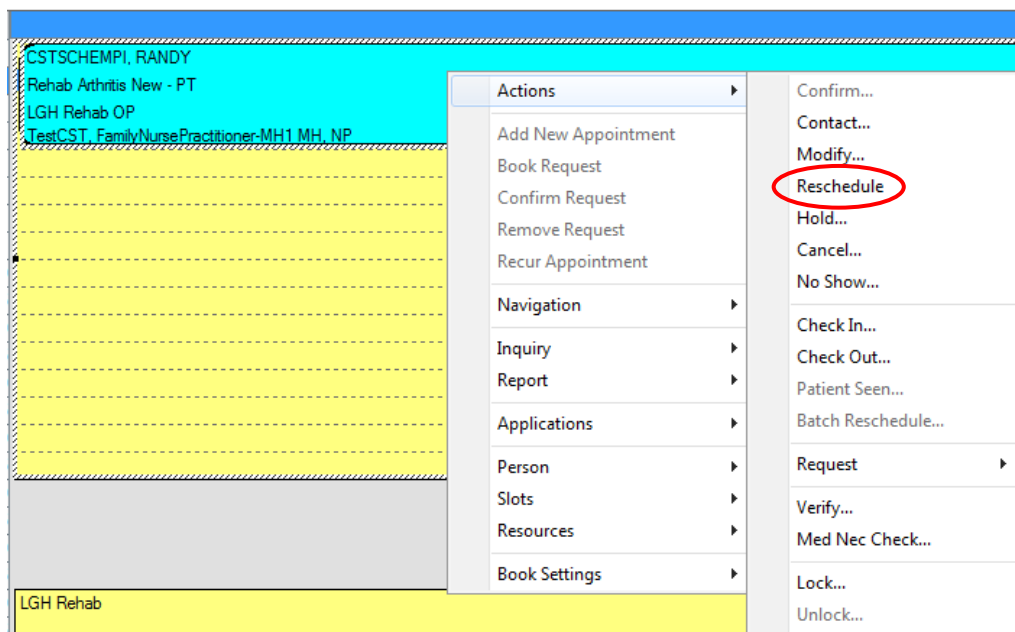 CSTSCHEMPI, RANDY
Rehab Arthritis New - PT
LGH Rehab OP
TestCST, FamilyNursePractitioner-MH1 MH, NP
Actions
Add New Appointment
Book Request
Confirm Request
Remove Request
Recur Appointment
Navigation
Inquiry
Report
Applications
Person
Slots
Resources
Book Settings
Confirm...
Contact...
Modify...
Reschedule
Hold...
Cancel...
No Show...
Check In...
Check Out...
Patient Seen...
Batch Reschedule...
Request
Verify...
Med Nec Check...
Lock...
Unlock...
LGH Rehab